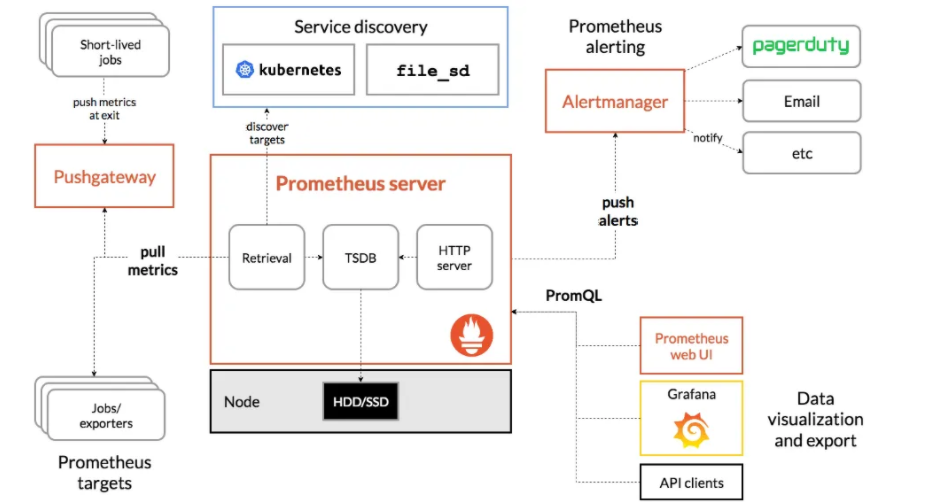 Short-lived
jobs
push metrics
at exit
Pushgateway
Service discovery
kubernetes
file_sd
discover
targets
Prometheus
alerting
Alertmanager
pagerduty
Email
notify
etc
Prometheus server
Retrieval
TSDB
HTTP
server
pull
metrics
push
alerts
PromQL
Node
HDD/SSD
Jobs/
exporters
Prometheus
targets
Prometheus
web UI
Grafana
API clients
Data
visualization
and export